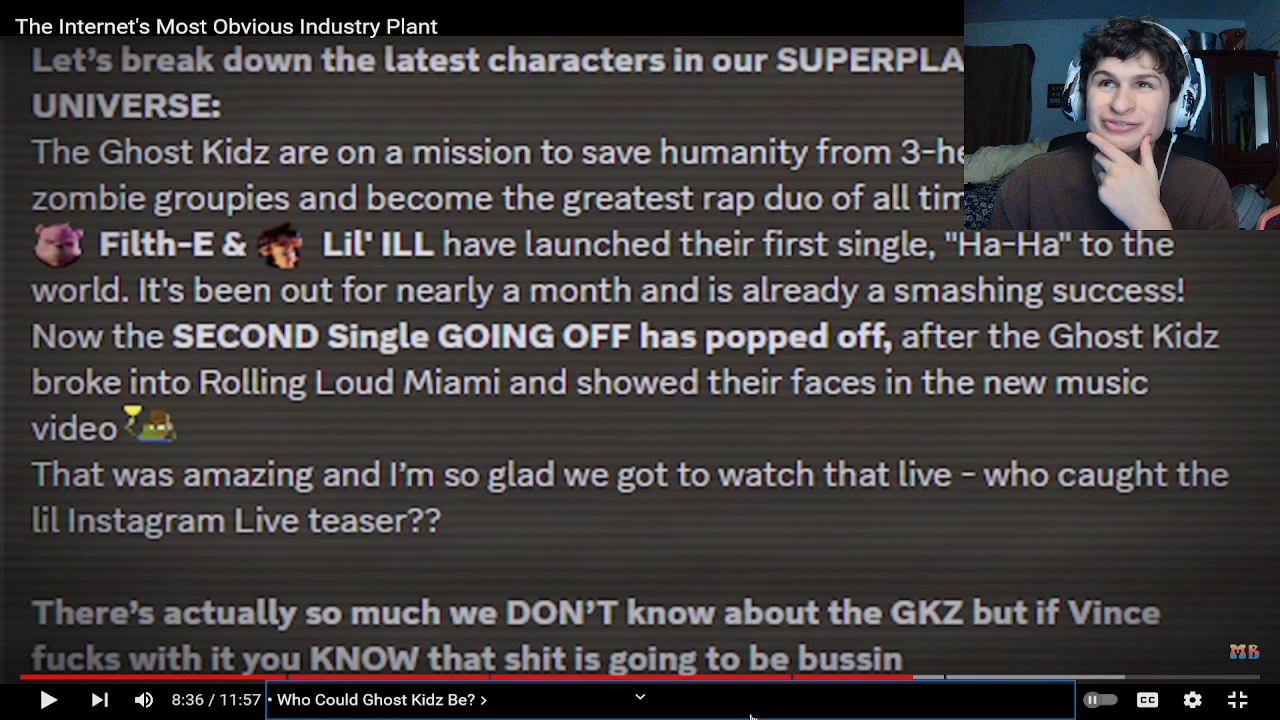 The Internet's Most Obvious Industry Plant
Let’s break down the latest characters in our
UNIVERSE:
The Ghost Kidz are on a mission to save humanity from
zombie groupies and become the greatest rap duo of all
Filth-E & Lil' ILL have launched their first single, "Ha-Ha" to the
world. It's been out for nearly a month and is already a smashing success!
Now the SECOND Single GOING OFF has popped off, after the Ghost Kidz
broke into Rolling Loud Miami and showed their faces in the new music
video
That was amazing and I’m so glad we got to watch that live - who caught the
lil Instagram Live teaser??
There’s actually so much we DON’T know about the GKZ but if Vince
fucks with it you KNOW that shit is going to be bussin
MB
8:36 / 11:57 • Who Could Ghost Kidz Be? >
CC